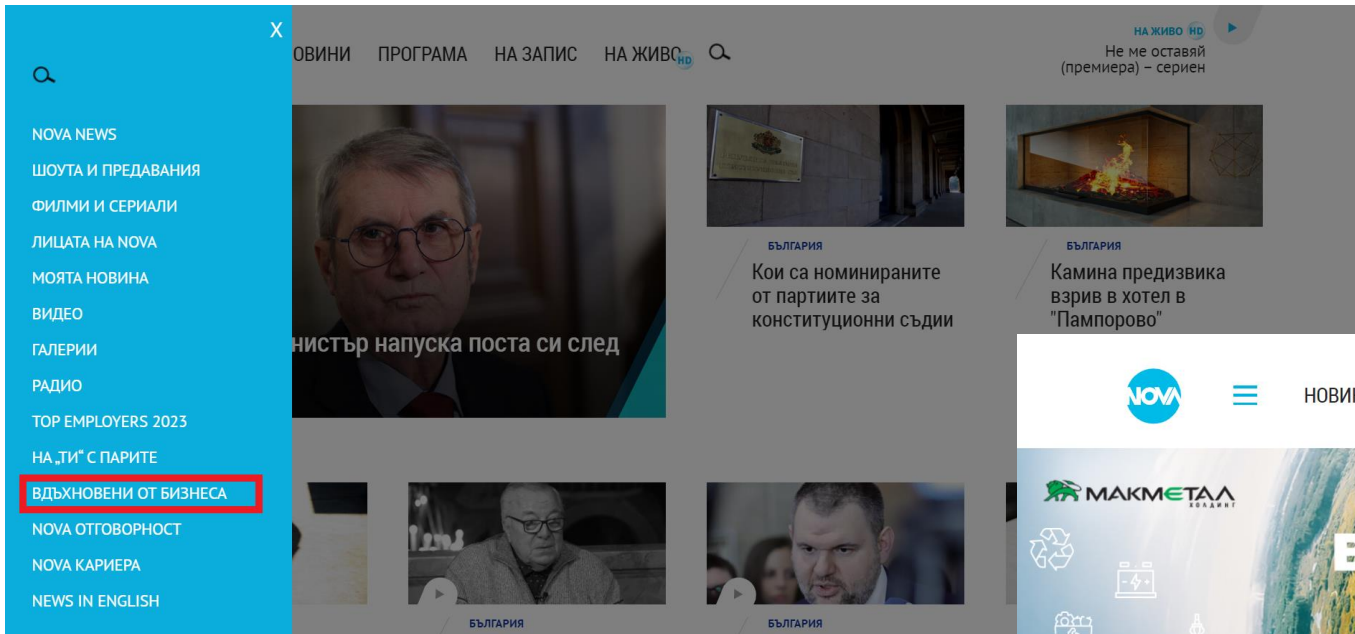 X
NOVA NEWS
ШОУТА И ПРЕДАВАНИЯ
ФИЛМИ И СЕРИАЛИ
ЛИЦАТА НА NOVA
МОЯТА НОВИНА
ВИДЕО
ГАЛЕРИИ
РАДИО
TOP EMPLOYERS 2023
НА „ТИ“ С ПАРИТЕ
ВДЪХНОВЕНИ ОТ БИЗНЕСА
NOVA ОТГОВОРНОСТ
NOVA КАРИЕРА
NEWS IN ENGLISH
ОВИНИ ПРОГРАМА НА ЗАПИС НА ЖИВО HD
НА ЖИВО HD
Не ме оставяй
(премиера) – сериен
нистър напуска поста си след
БЪЛГАРИЯ
Кои са номинираните
от партиите за
конституционни съдии
БЪЛГАРИЯ
Камина предизвика
взрив в хотел в
"Пампорово"
БЪЛГАРИЯ
БЪЛГАРИЯ
NOVA
НОВИ
МАКМЕТАЛ
ХОЛДИНГ